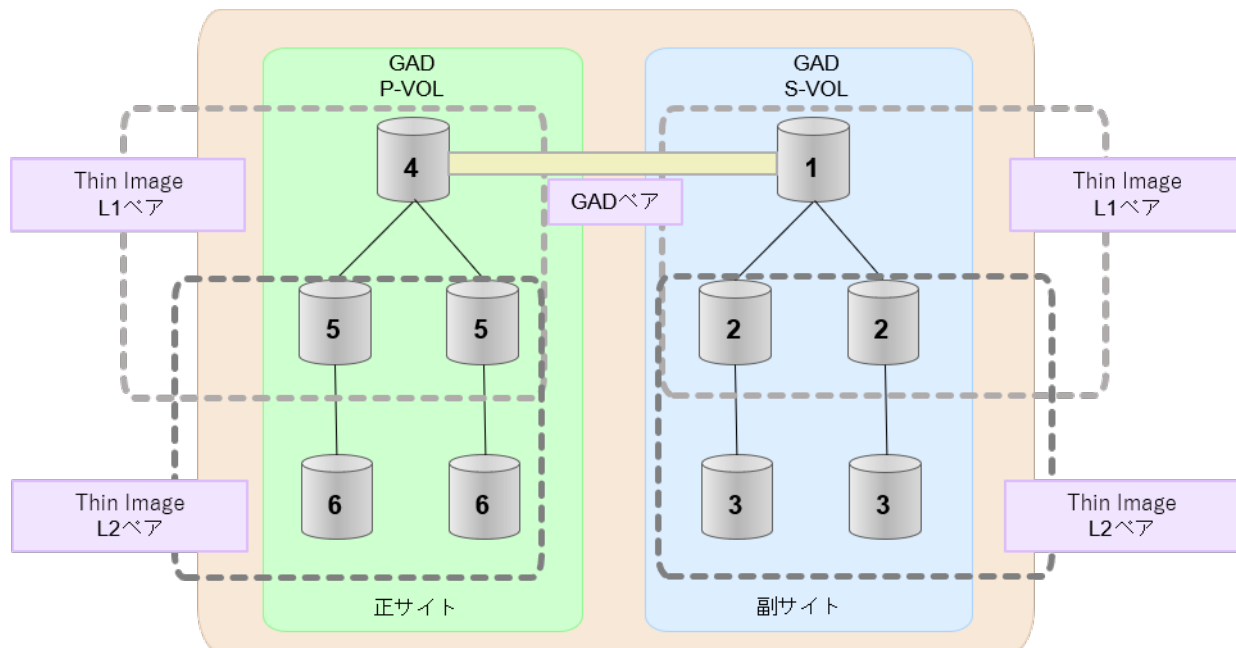 GAD
P-VOL
GAD
S-VOL
4
1
Thin Image
L1ペア
GADペア
Thin Image
L1ペア
5
5
2
2
6
6
3
3
Thin Image
L2ペア
Thin Image
L2ペア
正サイト
副サイト